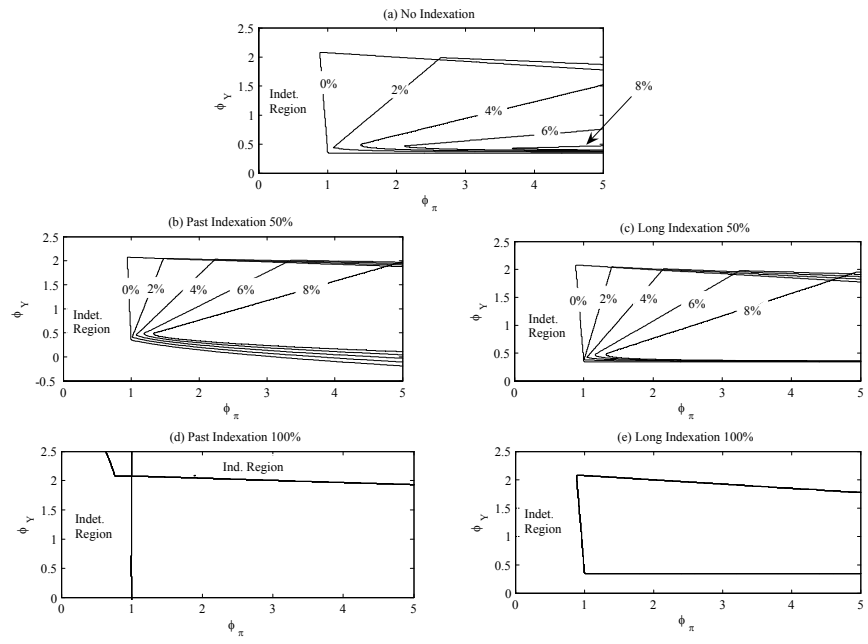 (a) No Indexation
2.5
2
1.5
1
0.5
0
ϕ Y
Indet.
Region
0%
2%
4%
6%
8%
0 1 2 3 4 5
ϕ π
(b) Past Indexation 50%
2.5
2
1.5
1
0.5
0
-0.5
ϕ Y
Indet.
Region
0% 2% 4% 6% 8%
0 1 2 3 4 5
ϕ π
(c) Long Indexation 50%
2.5
2
1.5
1
0.5
0
ϕ Y
Indet.
Region
0% 2% 4% 6% 8%
0 1 2 3 4 5
ϕ π
(d) Past Indexation 100%
2.5
2
1.5
1
0.5
0
ϕ Y
Ind. Region
Indet.
Region
0 1 2 3 4 5
ϕ π
(e) Long Indexation 100%
2.5
2
1.5
1
0.5
0
ϕ Y
Indet.
Region
0 1 2 3 4 5
ϕ π